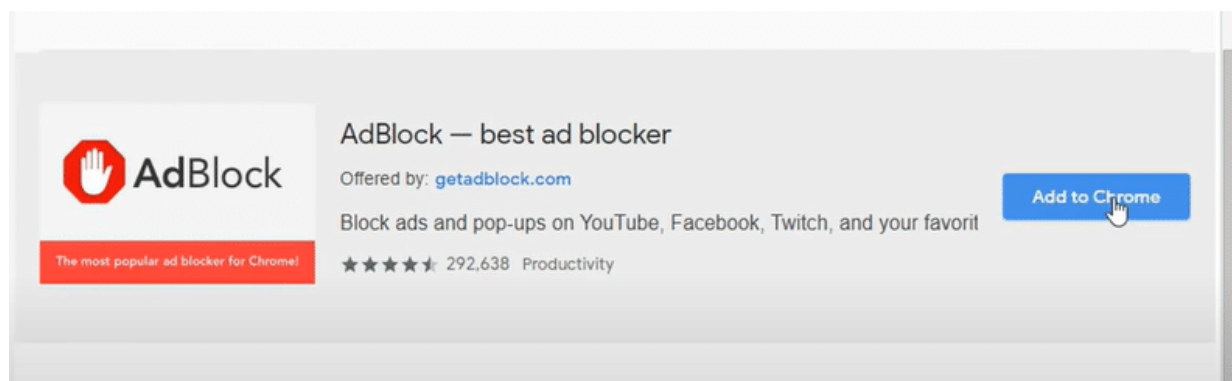 AdBlock
The most popular ad blocker for Chrome!
AdBlock — best ad blocker
Offered by: getadblock.com
Block ads and pop-ups on YouTube, Facebook, Twitch, and your favorit
292,638 Productivity
Add to Chrome